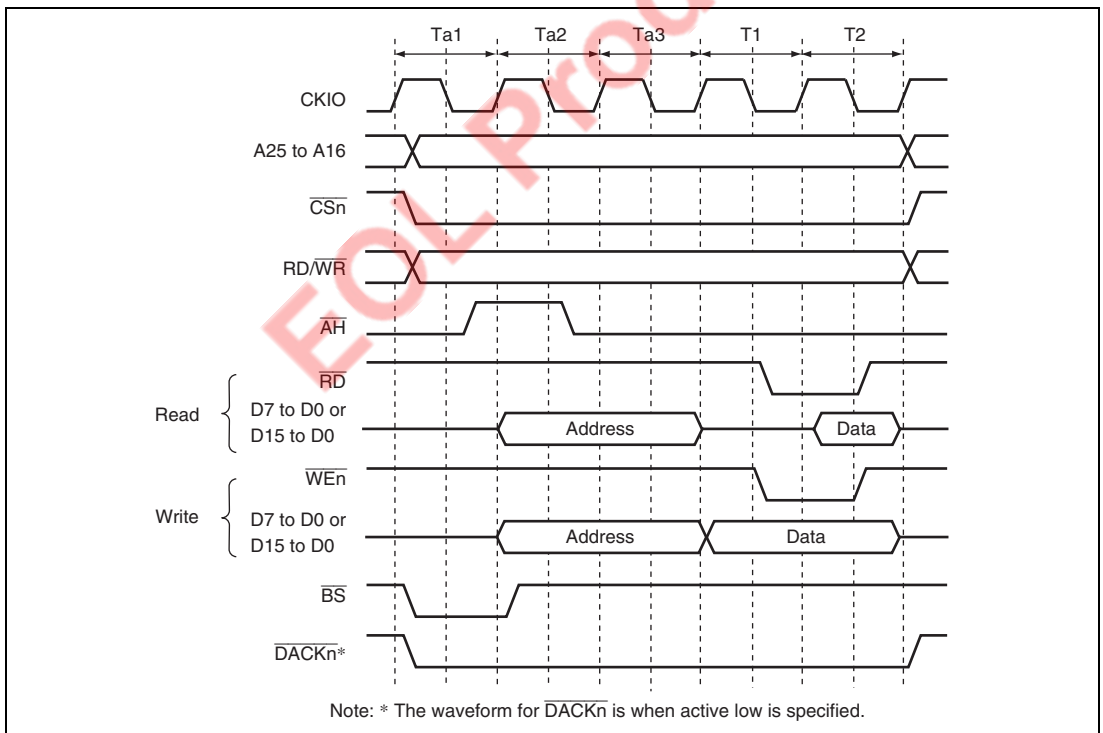 Ta1 Ta2 Ta3 T1 T2
CKIO
A25 to A16
CSn
RD/WR
AH
RD
Read
D7 to D0 or
D15 to D0
Address Data
WEn
Write
D7 to D0 or
D15 to D0
Address Data
BS
DACKn*
Note: * The waveform for DACKn is when active low is specified.
EOL Prod